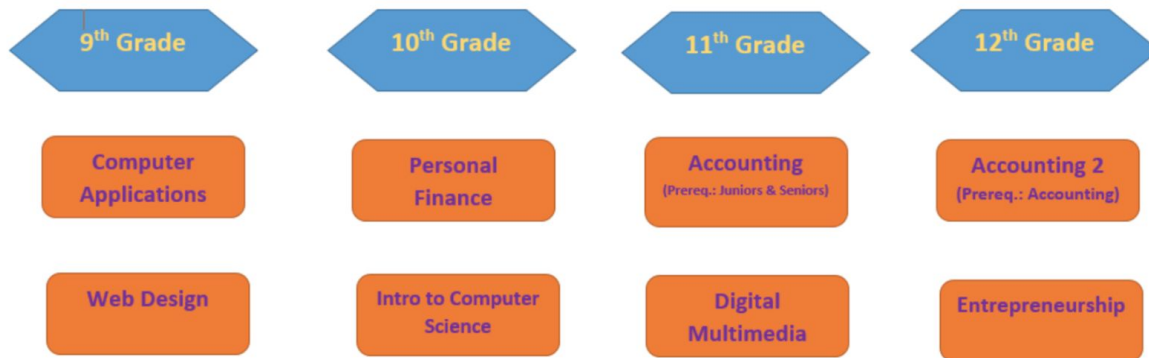 9th Grade
10th Grade
11th Grade
12th Grade
Computer
Applications
Personal
Finance
Accounting
(Prereq.: Juniors & Seniors)
Accounting 2
(Prereq.: Accounting)
Web Design
Intro to Computer
Science
Digital
Multimedia
Entrepreneurship